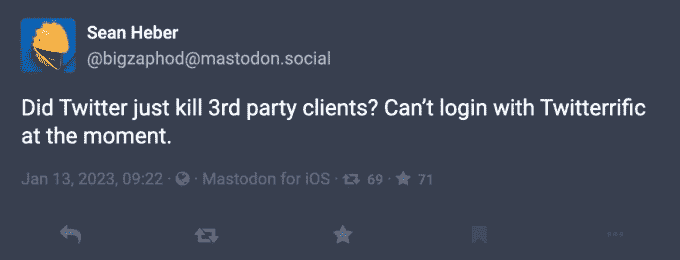 Sean Heber
@bigzaphod@mastodon.social
Did Twitter just kill 3rd party clients? Can’t login with Twitterrific
at the moment.
Jan 13, 2023, 09:22 · · Mastodon for iOS · 69 · 71